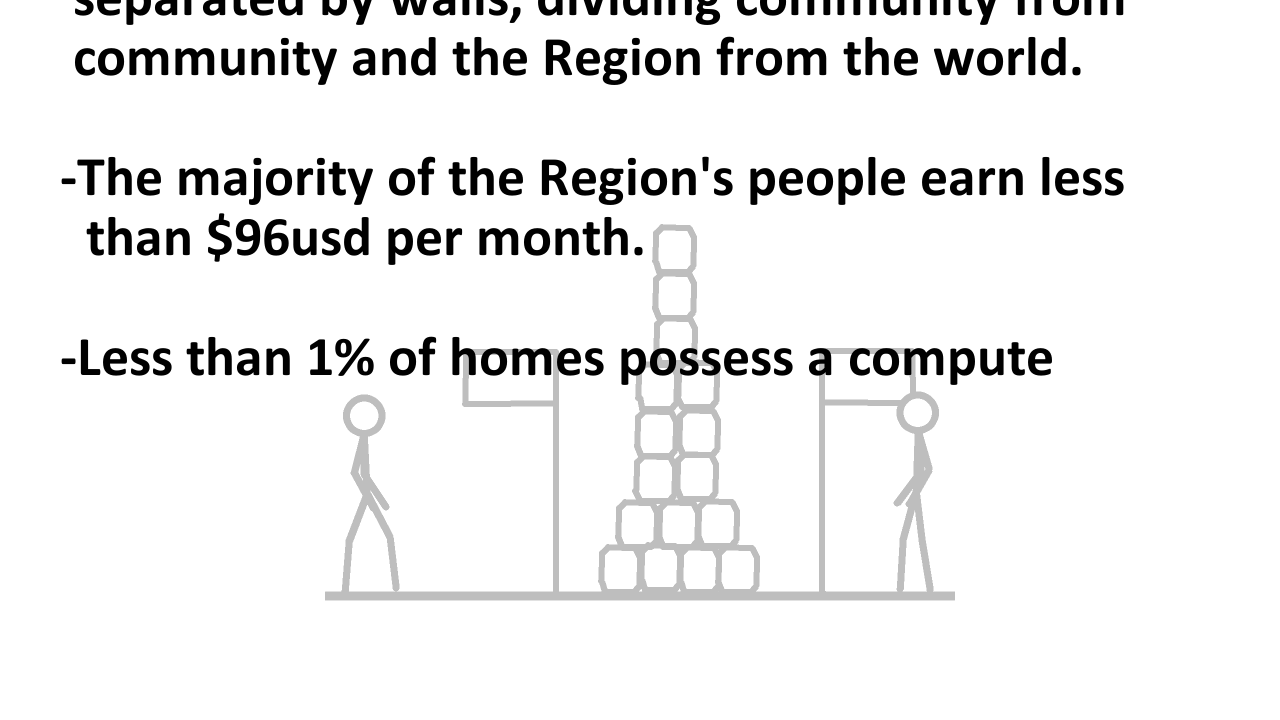 separated by walls, dividing community from
community and the Region from the world.
-The majority of the Region's people earn less
than $96usd per month.
-Less than 1% of homes possess a compute